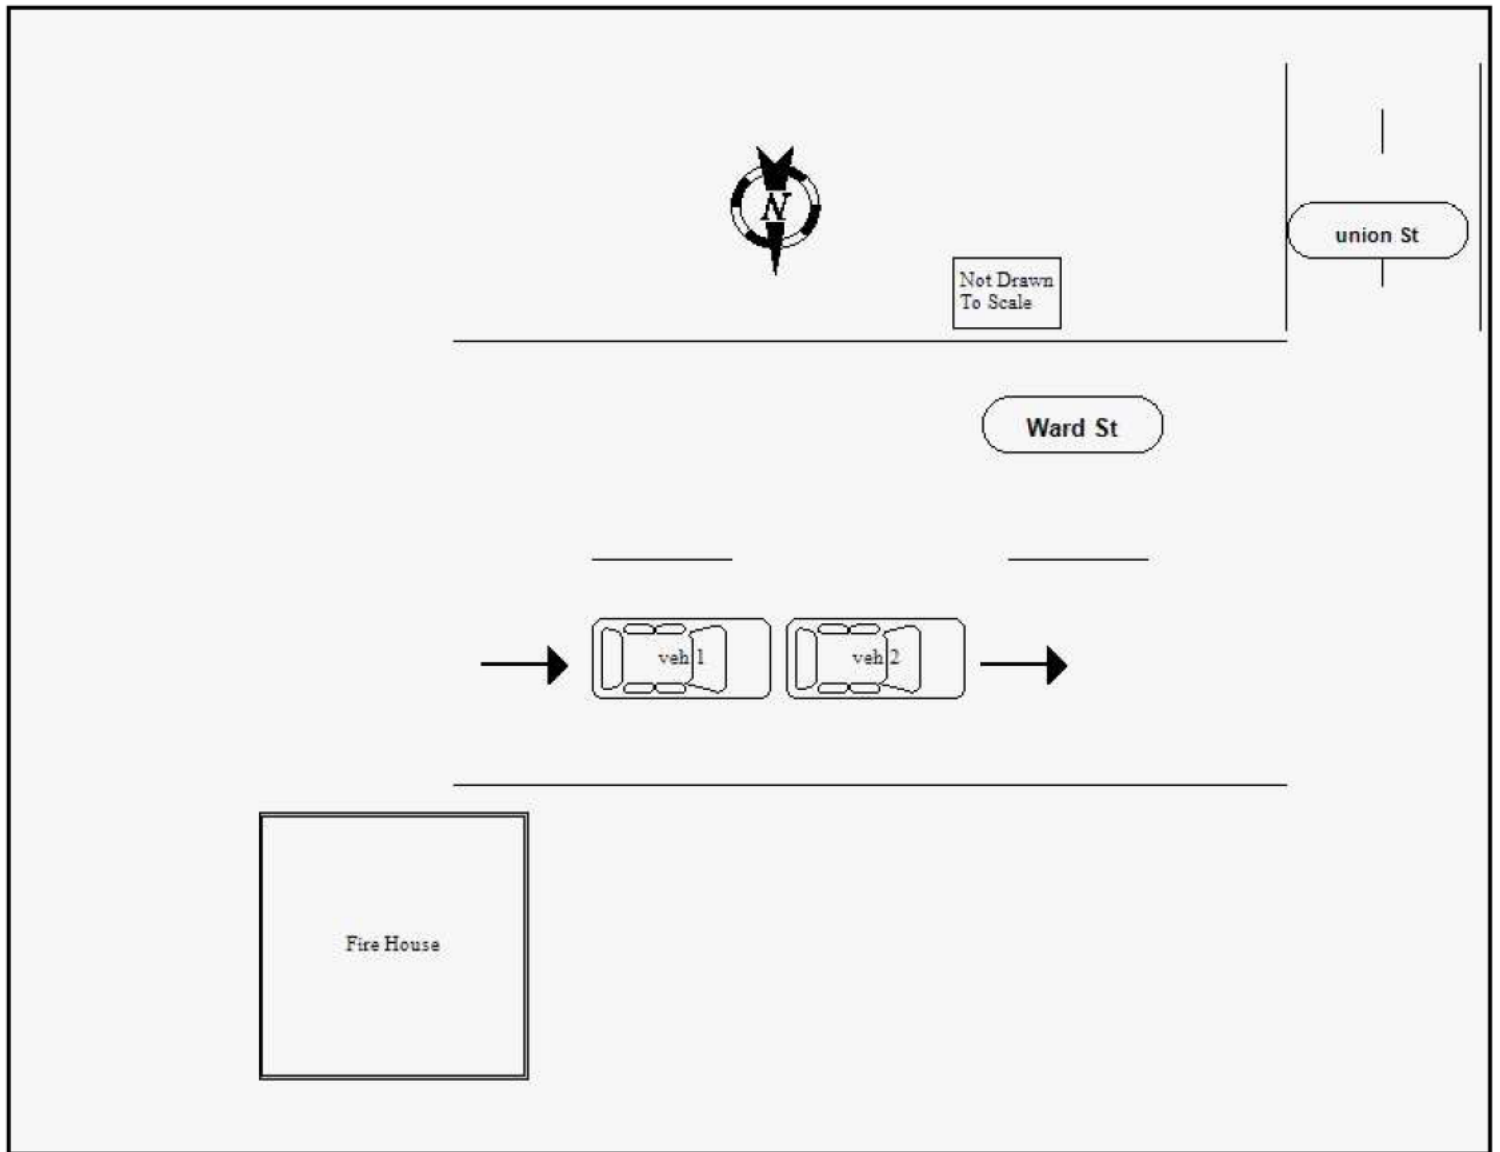 union St
N
Not Drawn
To Scale
Ward St
veh 1
veh 2
Fire House